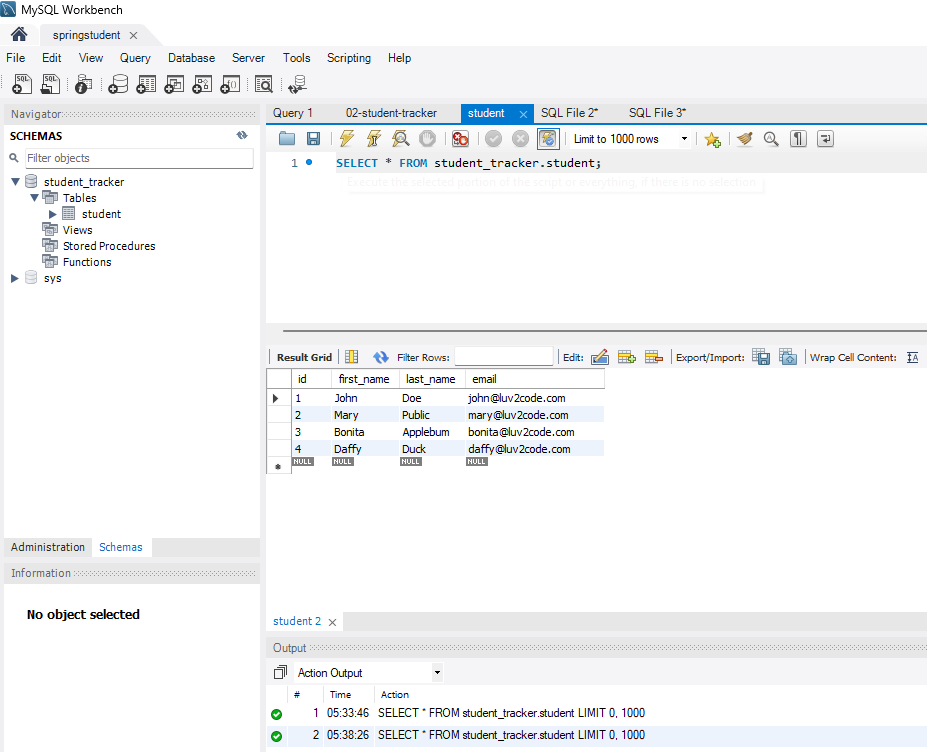 MySQL Workbench
springstudent
File Edit View Query Database Server Tools Scripting Help
Navigator
SCHEMAS
Filter objects
student_tracker
Tables
student
Views
Stored Procedures
Functions
sys
Administration Schemas
Information
No object selected
Query 1 02-student-tracker student SQL File 2* SQL File 3*
Limit to 1000 rows
1 SELECT * FROM student_tracker.student;
Execute the selected portion of the script or everything, if there is no selection
Result Grid Filter Rows: Edit: Export/Import: Wrap Cell Content:
id first_name last_name email
1 John Doe john@luv2code.com
2 Mary Public mary@luv2code.com
3 Bonita Applebum bonita@luv2code.com
4 Daffy Duck daffy@luv2code.com
NULL NULL NULL NULL
student 2
Output
Action Output
# Time Action
1 05:33:46 SELECT * FROM student_tracker.student LIMIT 0, 1000
2 05:38:26 SELECT * FROM student_tracker.student LIMIT 0, 1000